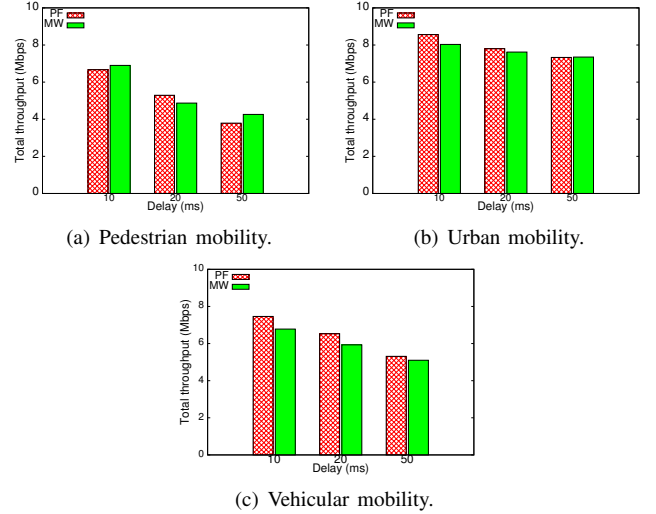 10
PF
MW
8
6
4
2
0
Total throughput (Mbps)
10 20 50
Delay (ms)
(a) Pedestrian mobility.
10
PF
MW
8
6
4
2
0
Total throughput (Mbps)
10 20 50
Delay (ms)
(b) Urban mobility.
10
PF
MW
8
6
4
2
0
Total throughput (Mbps)
10 20 50
Delay (ms)
(c) Vehicular mobility.